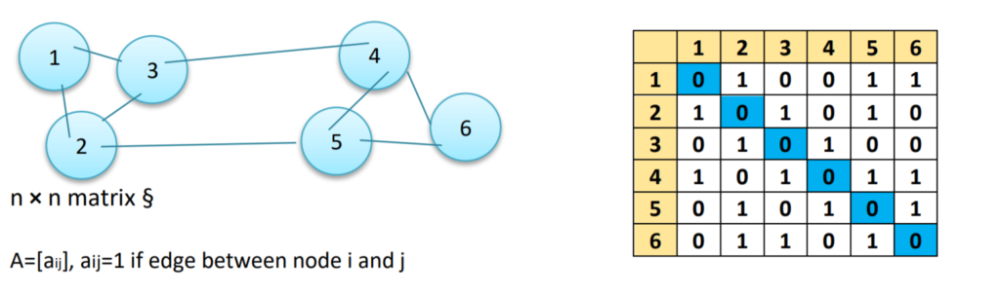 1
3
4
2
5
6
n × n matrix §
A=[aij], aij=1 if edge between node i and j
1 2 3 4 5 6
1 0 1 0 0 1 1
2 1 0 1 0 1 0
3 0 1 0 1 0 0
4 1 0 1 0 1 1
5 0 1 0 1 0 1
6 0 1 1 0 1 0